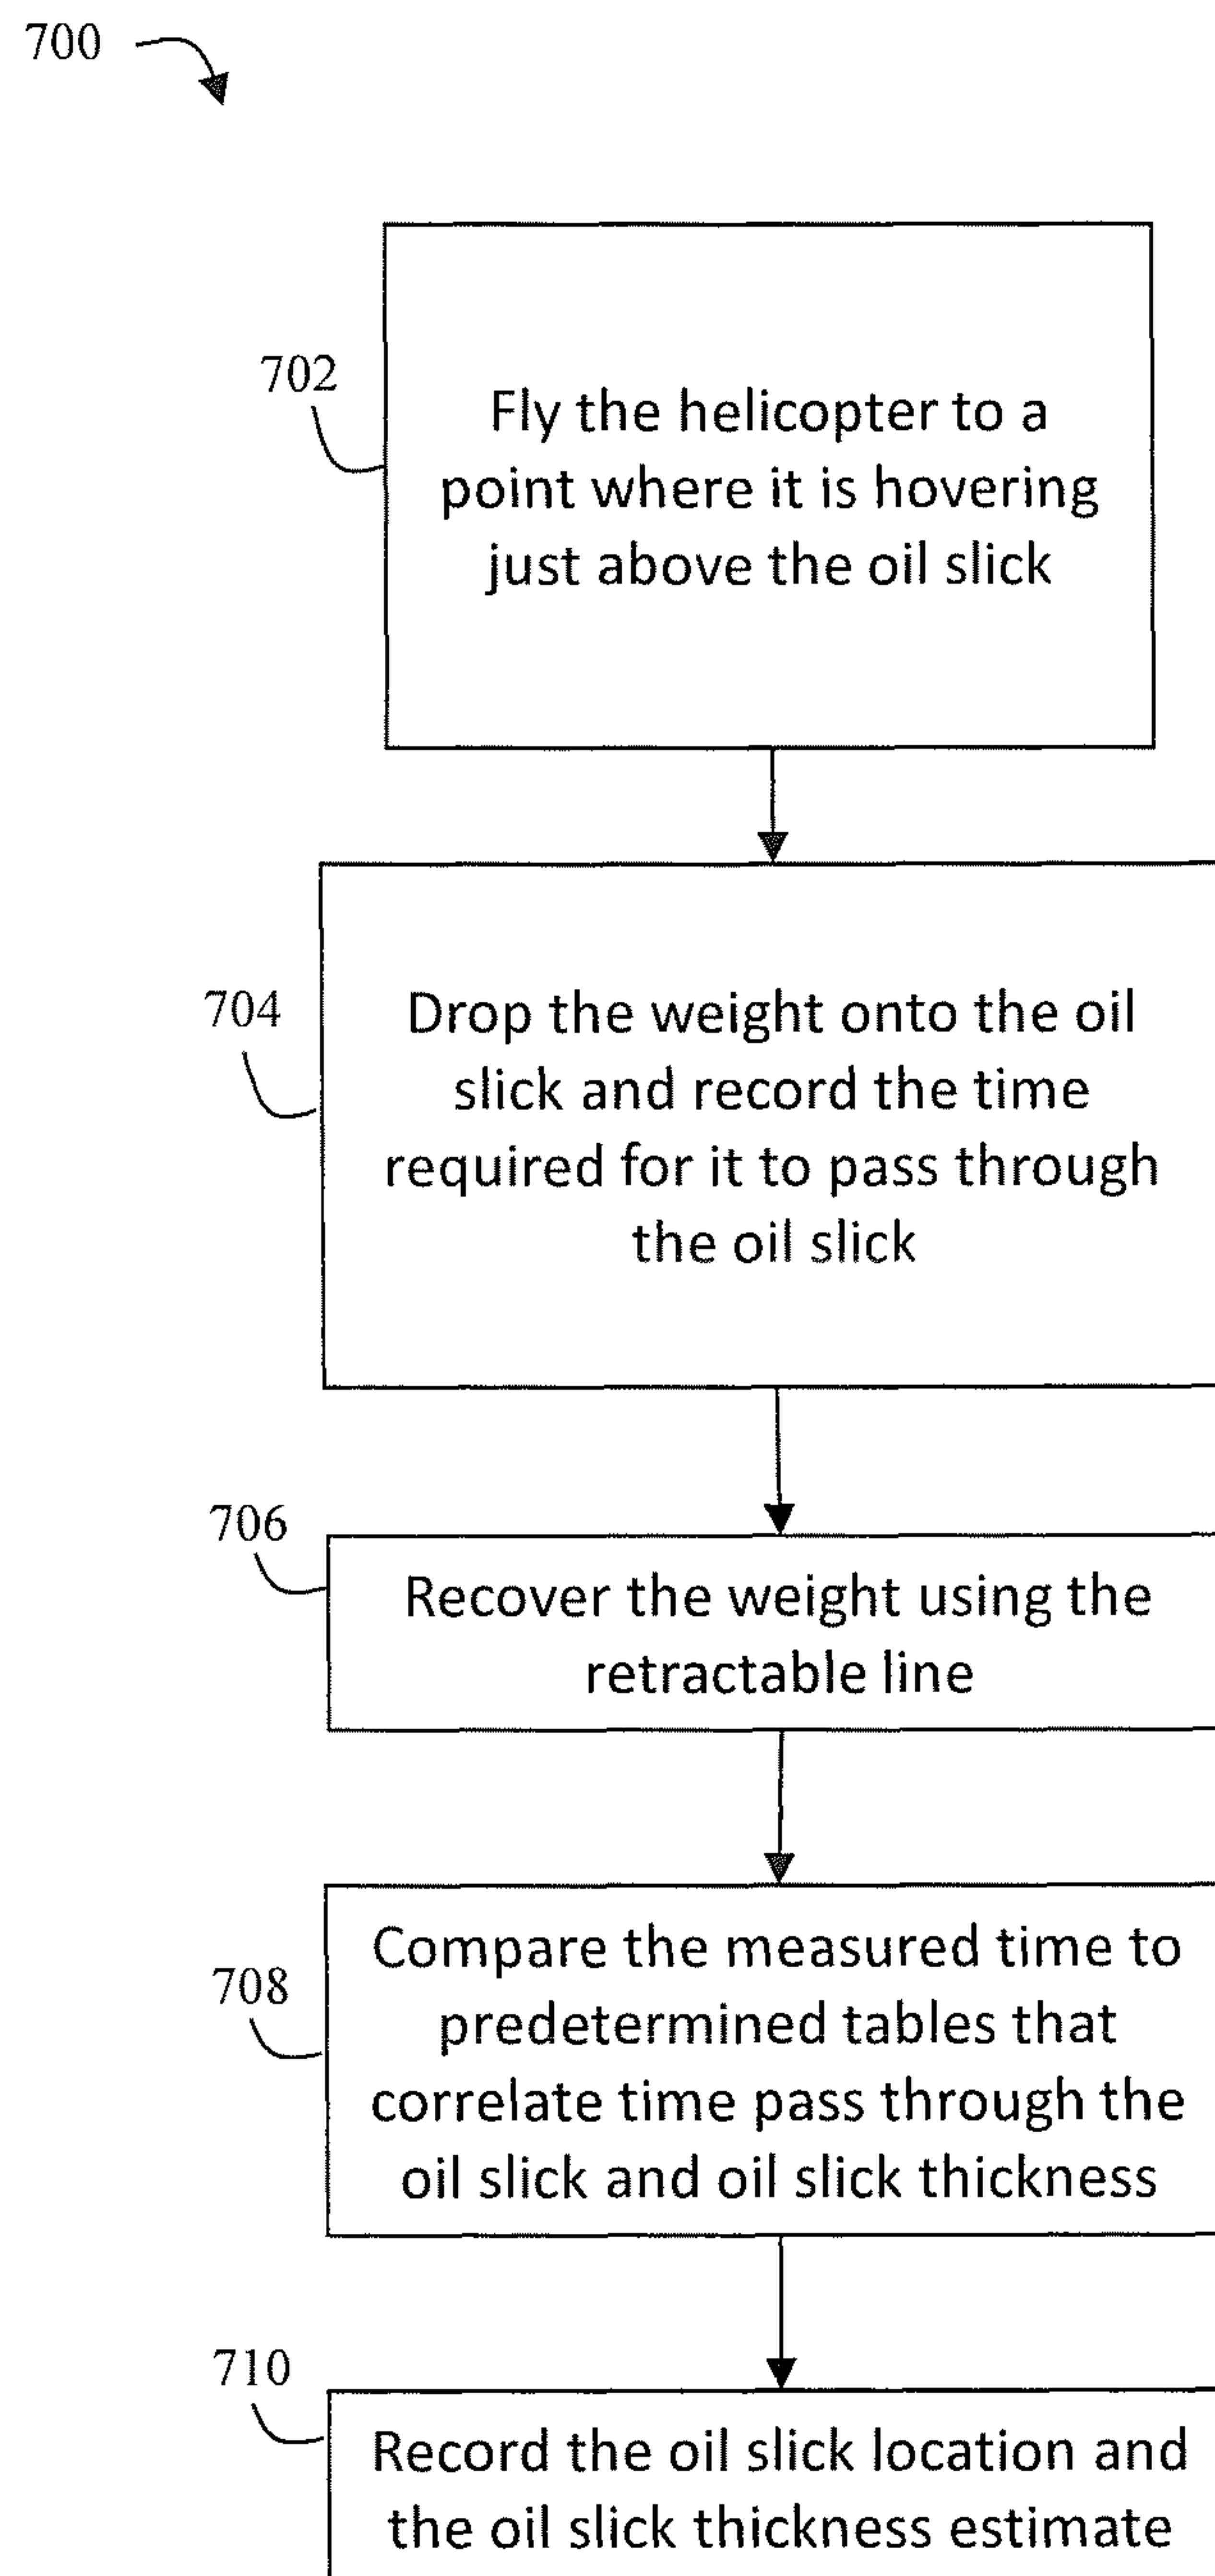 700
702
Fly the helicopter to a
point where it is hovering
just above the oil slick
704
Drop the weight onto the oil
slick and record the time
required for it to pass through
the oil slick
706
Recover the weight using the
retractable line
708
Compare the measured time to
predetermined tables that
correlate time pass through the
oil slick and oil slick thickness
710
Record the oil slick location and
the oil slick thickness estimate